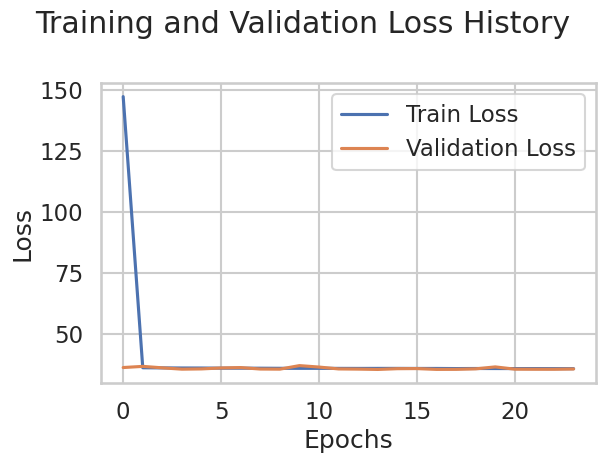 Training and Validation Loss History
150
125
100
75
50
Loss
Train Loss
Validation Loss
0 5 10 15 20
Epochs